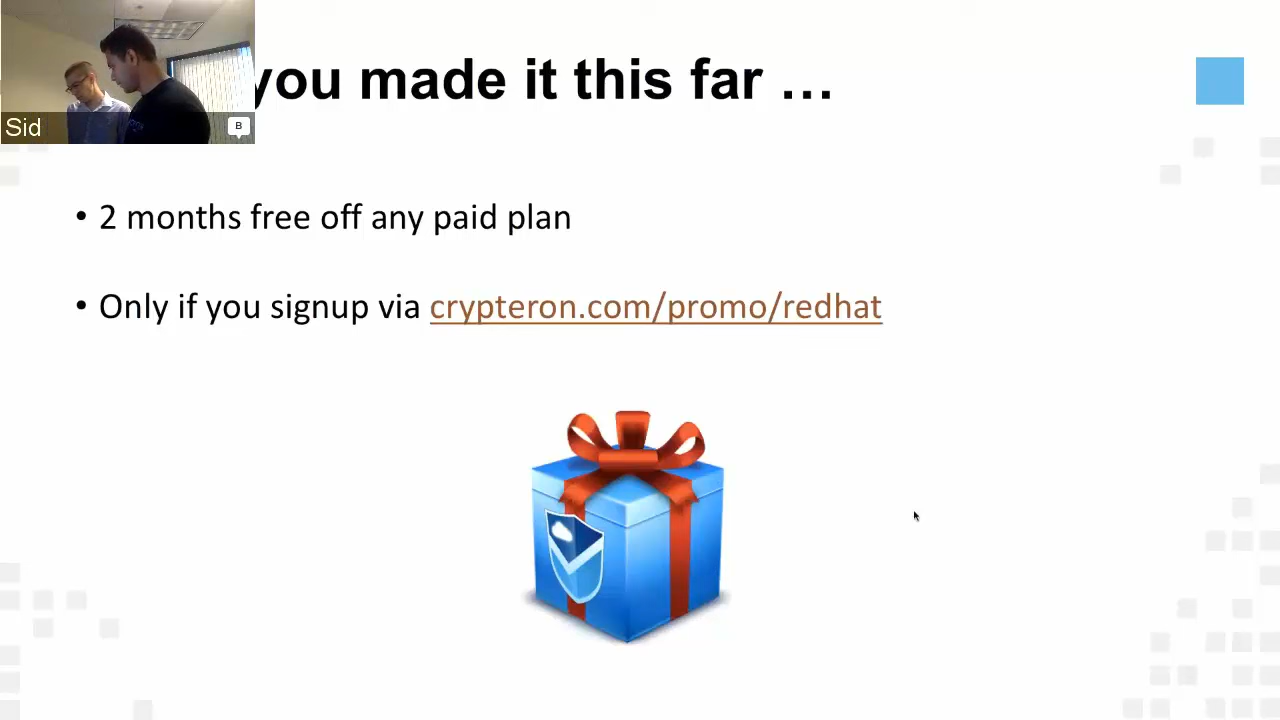 you made it this far …
Sid
B
• 2 months free off any paid plan
• Only if you signup via crypteron.com/promo/redhat